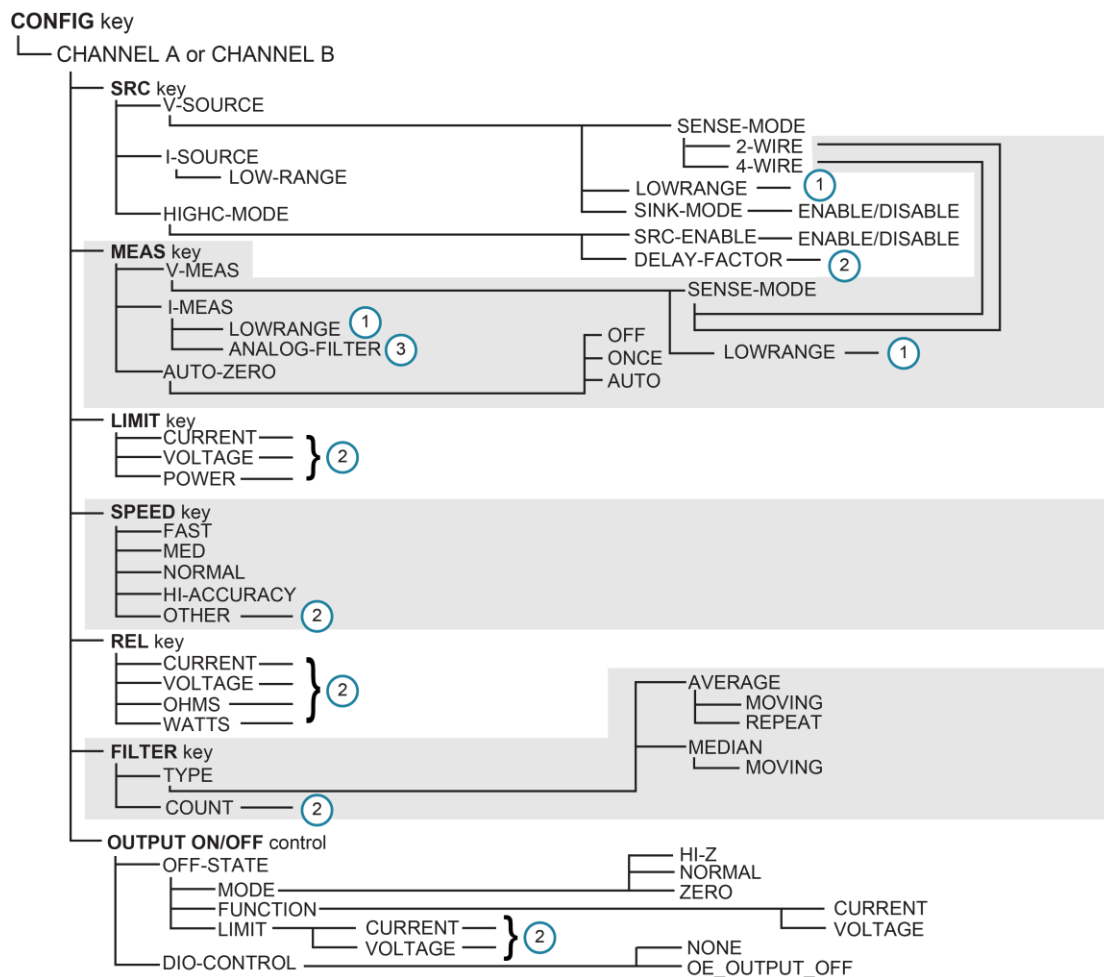 CONFIG key
CHANNEL A or CHANNEL B
SRC key
V-SOURCE
SENSE-MODE
2-WIRE
4-WIRE
I-SOURCE
LOW-RANGE
LOWRANGE 1
SINK-MODE ENABLE/DISABLE
HIGHC-MODE
SRC-ENABLE ENABLE/DISABLE
DELAY-FACTOR 2
MEAS key
V-MEAS
SENSE-MODE
I-MEAS
LOWRANGE 1
ANALOG-FILTER 3
OFF
ONCE
AUTO
LOWRANGE 1
AUTO-ZERO
LIMIT key
CURRENT
VOLTAGE } 2
POWER
SPEED key
FAST
MED
NORMAL
HI-ACCURACY
OTHER 2
REL key
CURRENT
VOLTAGE } 2
OHMS
WATTS
FILTER key
TYPE
AVERAGE
MOVING
REPEAT
MEDIAN
MOVING
COUNT 2
OUTPUT ON/OFF control
OFF-STATE
MODE
HI-Z
NORMAL
ZERO
FUNCTION
CURRENT
VOLTAGE
LIMIT
CURRENT
VOLTAGE } 2
DIO-CONTROL
NONE
OE_OUTPUT_OFF